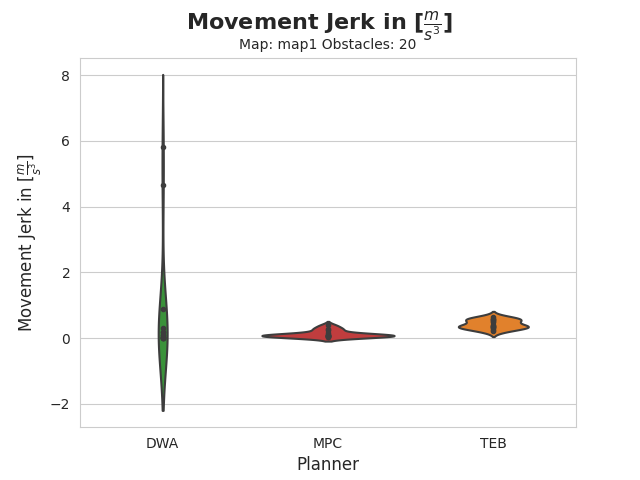 Movement Jerk in [m/s³]
Map: map1 Obstacles: 20
8
6
4
2
0
−2
Movement Jerk in [m/s³]
DWA MPC TEB
Planner